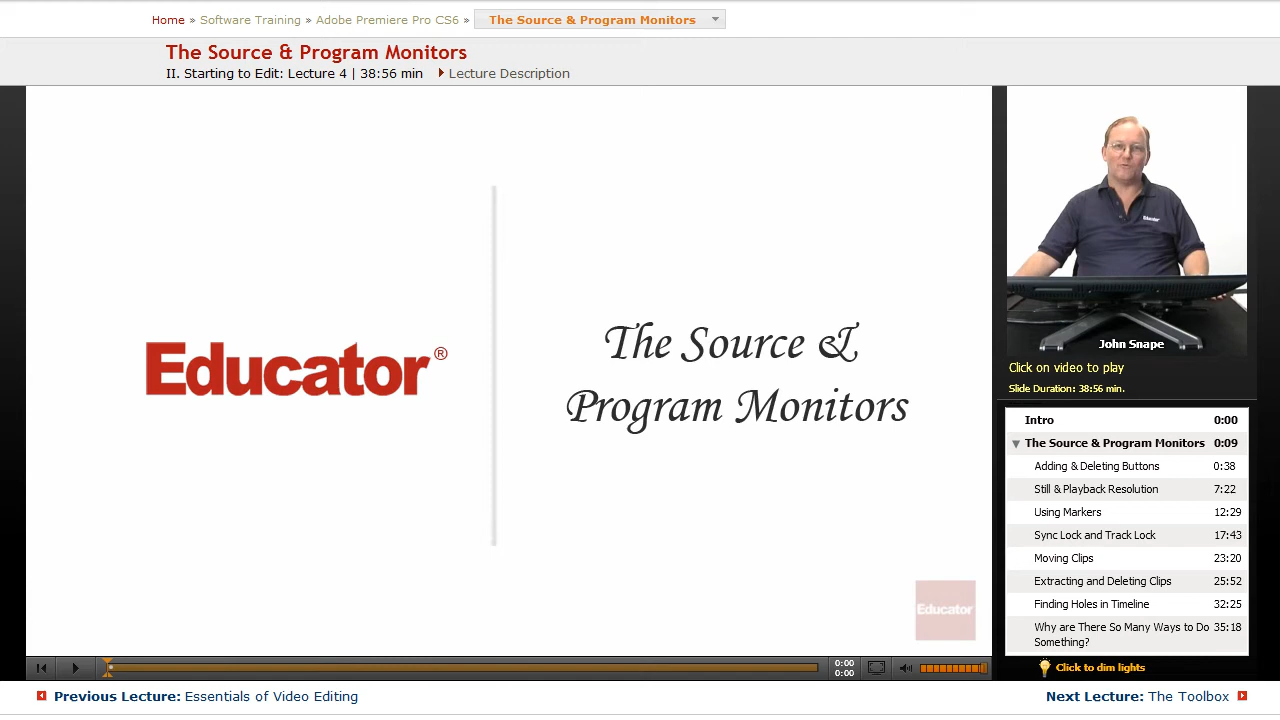 Home » Software Training » Adobe Premiere Pro CS6 » The Source & Program Monitors
The Source & Program Monitors
II. Starting to Edit: Lecture 4 | 38:56 min Lecture Description
Educator®
The Source &
Program Monitors
Educator
Educator
John Snape
Click on video to play
Slide Duration: 38:56 min.
Intro 0:00
The Source & Program Monitors 0:09
Adding & Deleting Buttons 0:38
Still & Playback Resolution 7:22
Using Markers 12:29
Sync Lock and Track Lock 17:43
Moving Clips 23:20
Extracting and Deleting Clips 25:52
Finding Holes in Timeline 32:25
Why are There So Many Ways to Do 35:18
Something?
0:00
0:00
Click to dim lights
Previous Lecture: Essentials of Video Editing
Next Lecture: The Toolbox